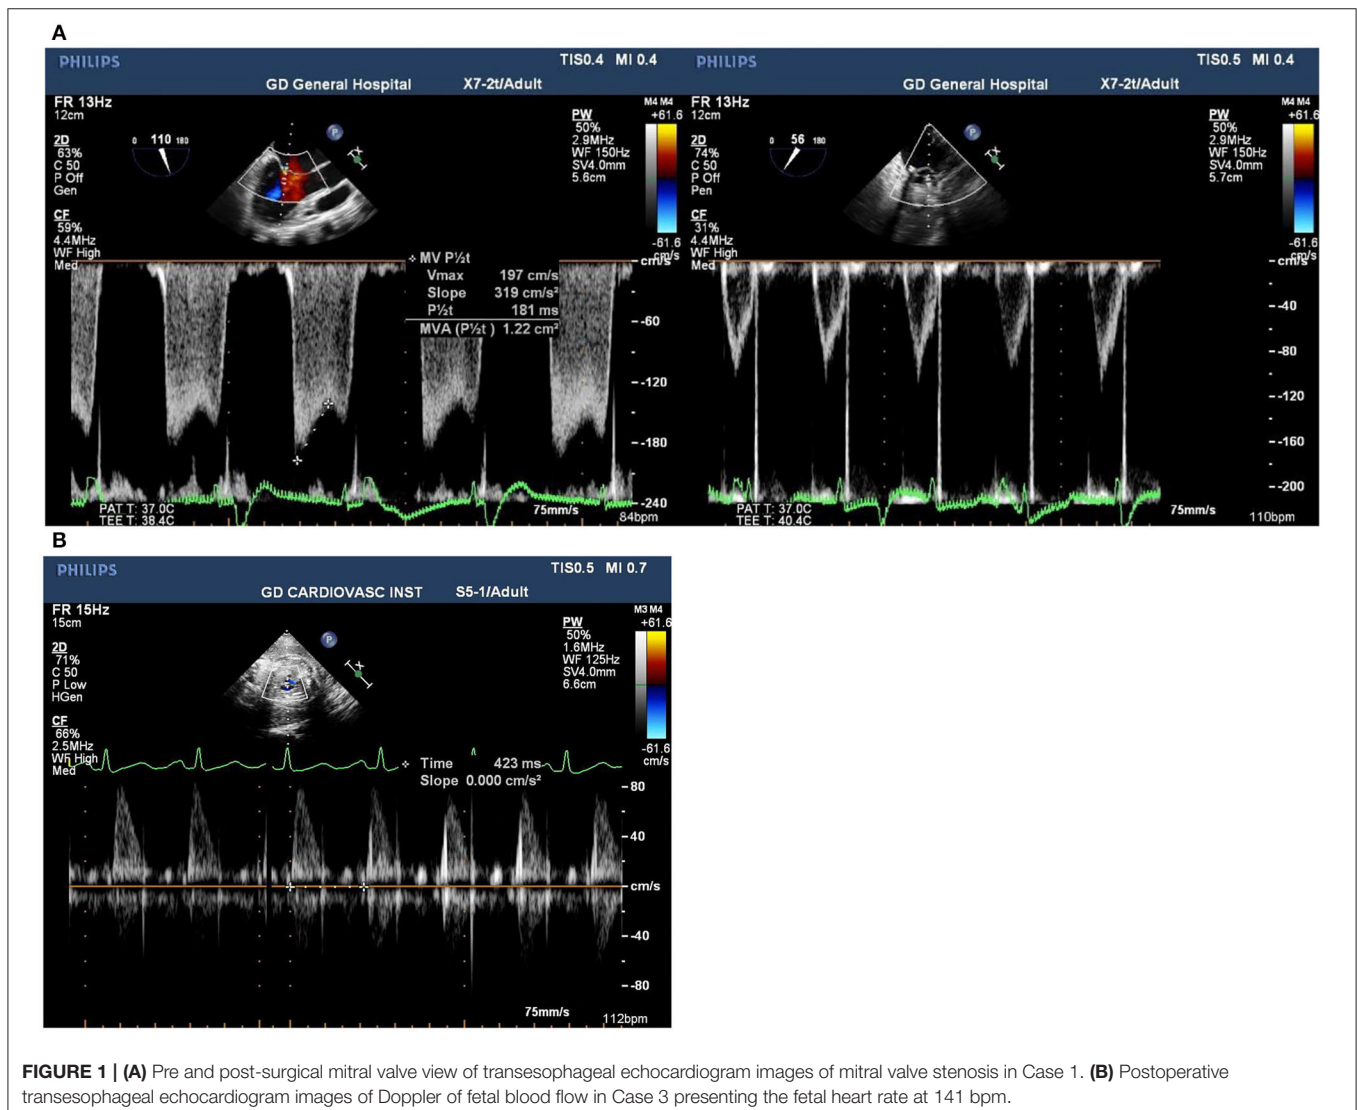 A
PHILIPS
TIS0.4 MI 0.4
GD General Hospital X7-2t/Adult
FR 13Hz
12cm
2D
63%
C 50
P Off
Gen
CF
59%
4.4MHz
WF High
Med
0 110 180
P
PW
50%
2.9MHz
WF 150Hz
SV4.0mm
5.6cm
M4 M4
+61.6
-61.6
cm/s
MV P½t
Vmax 197 cm/s
Slope 319 cm/s²
P½t 181 ms
MVA (P½t ) 1.22 cm²
cm/s
-60
-120
-180
-240
PAT T: 37.0C
TEE T: 38.4C
75mm/s
84bpm
PHILIPS
TIS0.5 MI 0.4
GD General Hospital X7-2t/Adult
FR 13Hz
12cm
2D
74%
C 50
P Off
Pen
CF
31%
4.4MHz
WF High
Med
0 56 180
P
PW
50%
2.9MHz
WF 150Hz
SV4.0mm
5.7cm
M4 M4
+61.6
-61.6
cm/s
cm/s
-40
-80
-120
-160
-200
PAT T: 37.0C
TEE T: 40.4C
75mm/s
110bpm
B
PHILIPS
TIS0.5 MI 0.7
GD CARDIOVASC INST S5-1/Adult
FR 15Hz
15cm
2D
71%
C 50
P Low
HGen
CF
66%
2.5MHz
WF High
Med
P
PW
50%
1.6MHz
WF 125Hz
SV4.0mm
6.6cm
M3 M4
+61.6
-61.6
cm/s
Time 423 ms
Slope 0.000 cm/s²
80
40
cm/s
-40
-80
75mm/s
112bpm
FIGURE 1 | (A) Pre and post-surgical mitral valve view of transesophageal echocardiogram images of mitral valve stenosis in Case 1. (B) Postoperative
transesophageal echocardiogram images of Doppler of fetal blood flow in Case 3 presenting the fetal heart rate at 141 bpm.